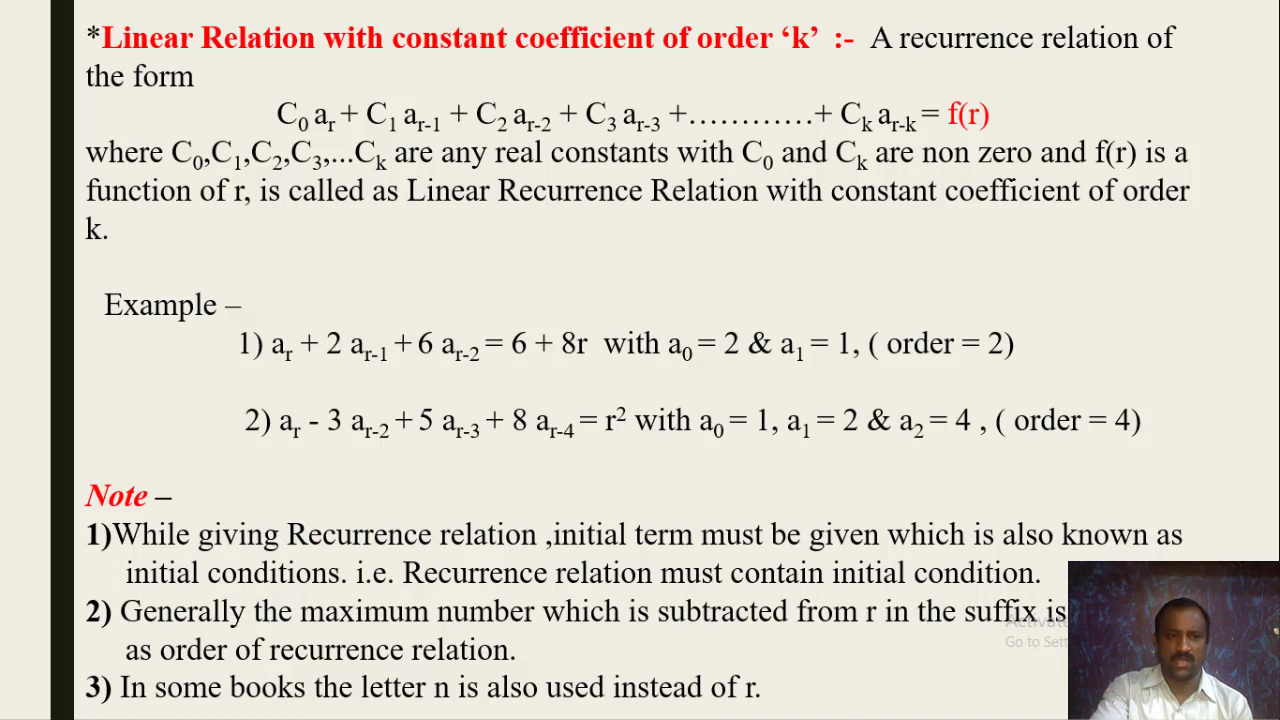 *Linear Relation with constant coefficient of order ‘k’ :- A recurrence relation of
the form
C₀ aᵣ + C₁ aᵣ₋₁ + C₂ aᵣ₋₂ + C₃ aᵣ₋₃ +…………+ Cₖ aᵣ₋ₖ = f(r)
where C₀,C₁,C₂,C₃,...Cₖ are any real constants with C₀ and Cₖ are non zero and f(r) is a
function of r, is called as Linear Recurrence Relation with constant coefficient of order
k.
Example –
1) aᵣ + 2 aᵣ₋₁ + 6 aᵣ₋₂ = 6 + 8r with a₀ = 2 & a₁ = 1, ( order = 2)
2) aᵣ - 3 aᵣ₋₂ + 5 aᵣ₋₃ + 8 aᵣ₋₄ = r² with a₀ = 1, a₁ = 2 & a₂ = 4 , ( order = 4)
Note –
1)While giving Recurrence relation ,initial term must be given which is also known as
initial conditions. i.e. Recurrence relation must contain initial condition.
2) Generally the maximum number which is subtracted from r in the suffix is
Activate
Go to Sett
as order of recurrence relation.
3) In some books the letter n is also used instead of r.